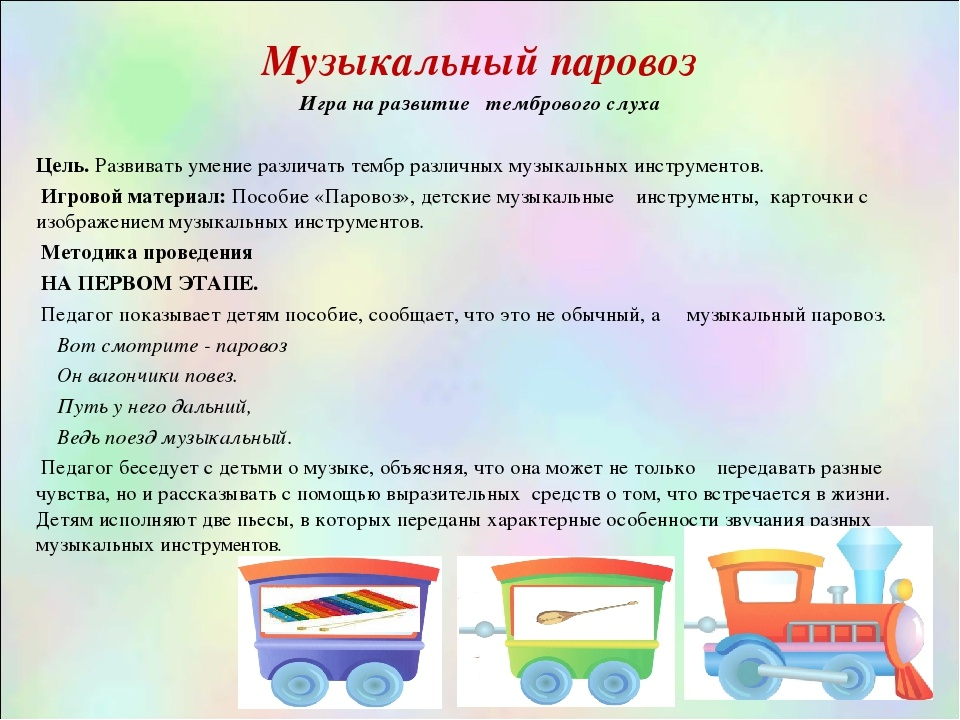 Музыкальный паровоз
Игра на развитие тембрового слуха
Цель. Развивать умение различать тембр различных музыкальных инструментов.
Игровой материал: Пособие «Паровоз», детские музыкальные инструменты, карточки с
изображением музыкальных инструментов.
Методика проведения
НА ПЕРВОМ ЭТАПЕ.
Педагог показывает детям пособие, сообщает, что это не обычный, а музыкальный паровоз.
Вот смотрите - паровоз
Он вагончики повез.
Путь у него дальний,
Ведь поезд музыкальный.
Педагог беседует с детьми о музыке, объясняя, что она может не только передавать разные
чувства, но и рассказывать с помощью выразительных средств о том, что встречается в жизни.
Детям исполняют две пьесы, в которых переданы характерные особенности звучания разных
музыкальных инструментов.